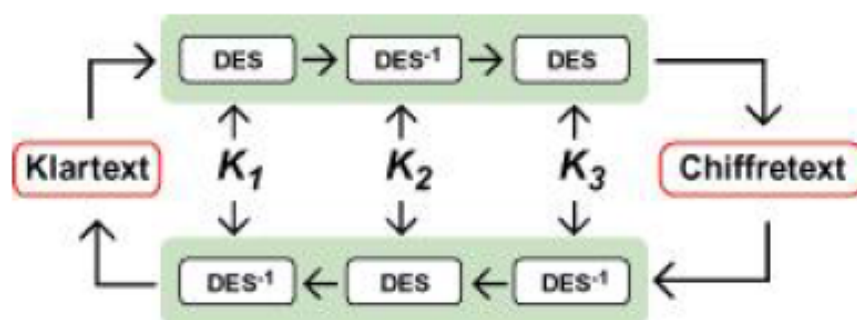 DES DES⁻¹ DES
Klartext K₁ K₂ K₃ Chiffretext
DES⁻¹ DES DES⁻¹